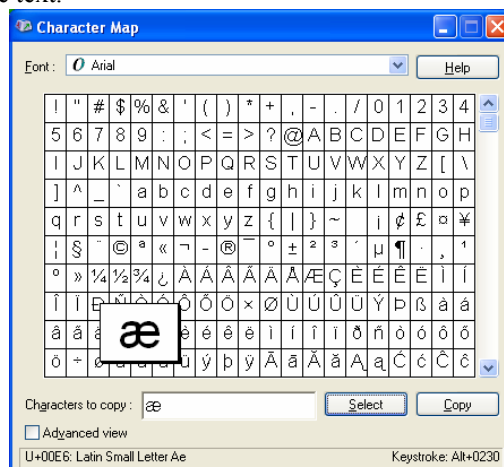 text.
Character Map
Font : O Arial Help
! " # $ % & ' ( ) * + , - . / 0 1 2 3 4
5 6 7 8 9 : ; < = > ? @ A B C D E F G H
I J K L M N O P Q R S T U V W X Y Z [ \
] ^ _ ` a b c d e f g h i j k l m n o p
q r s t u v w x y z { | } ~ ¡ ¢ £ ¤ ¥
¦ § ¨ © ª « ¬ - ® ¯ ° ± ² ³ ´ µ ¶ · ¸ ¹
º » ¼ ½ ¾ ¿ À Á Â Ã Ä Å Æ Ç È É Ê Ë Ì Í
Î Ï Ð Ñ Ò Ó Ô Õ Ö × Ø Ù Ú Û Ü Ý Þ ß à á
â ã æ è é ê ë ì í î ï ð ñ ò ó ô õ
ö ÷ ø ü ý þ ÿ Ā ā Ă ă Ą ą Ć ć Ĉ ĉ
Characters to copy : æ Select Copy
Advanced view
U+00E6: Latin Small Letter Ae Keystroke: Alt+0230